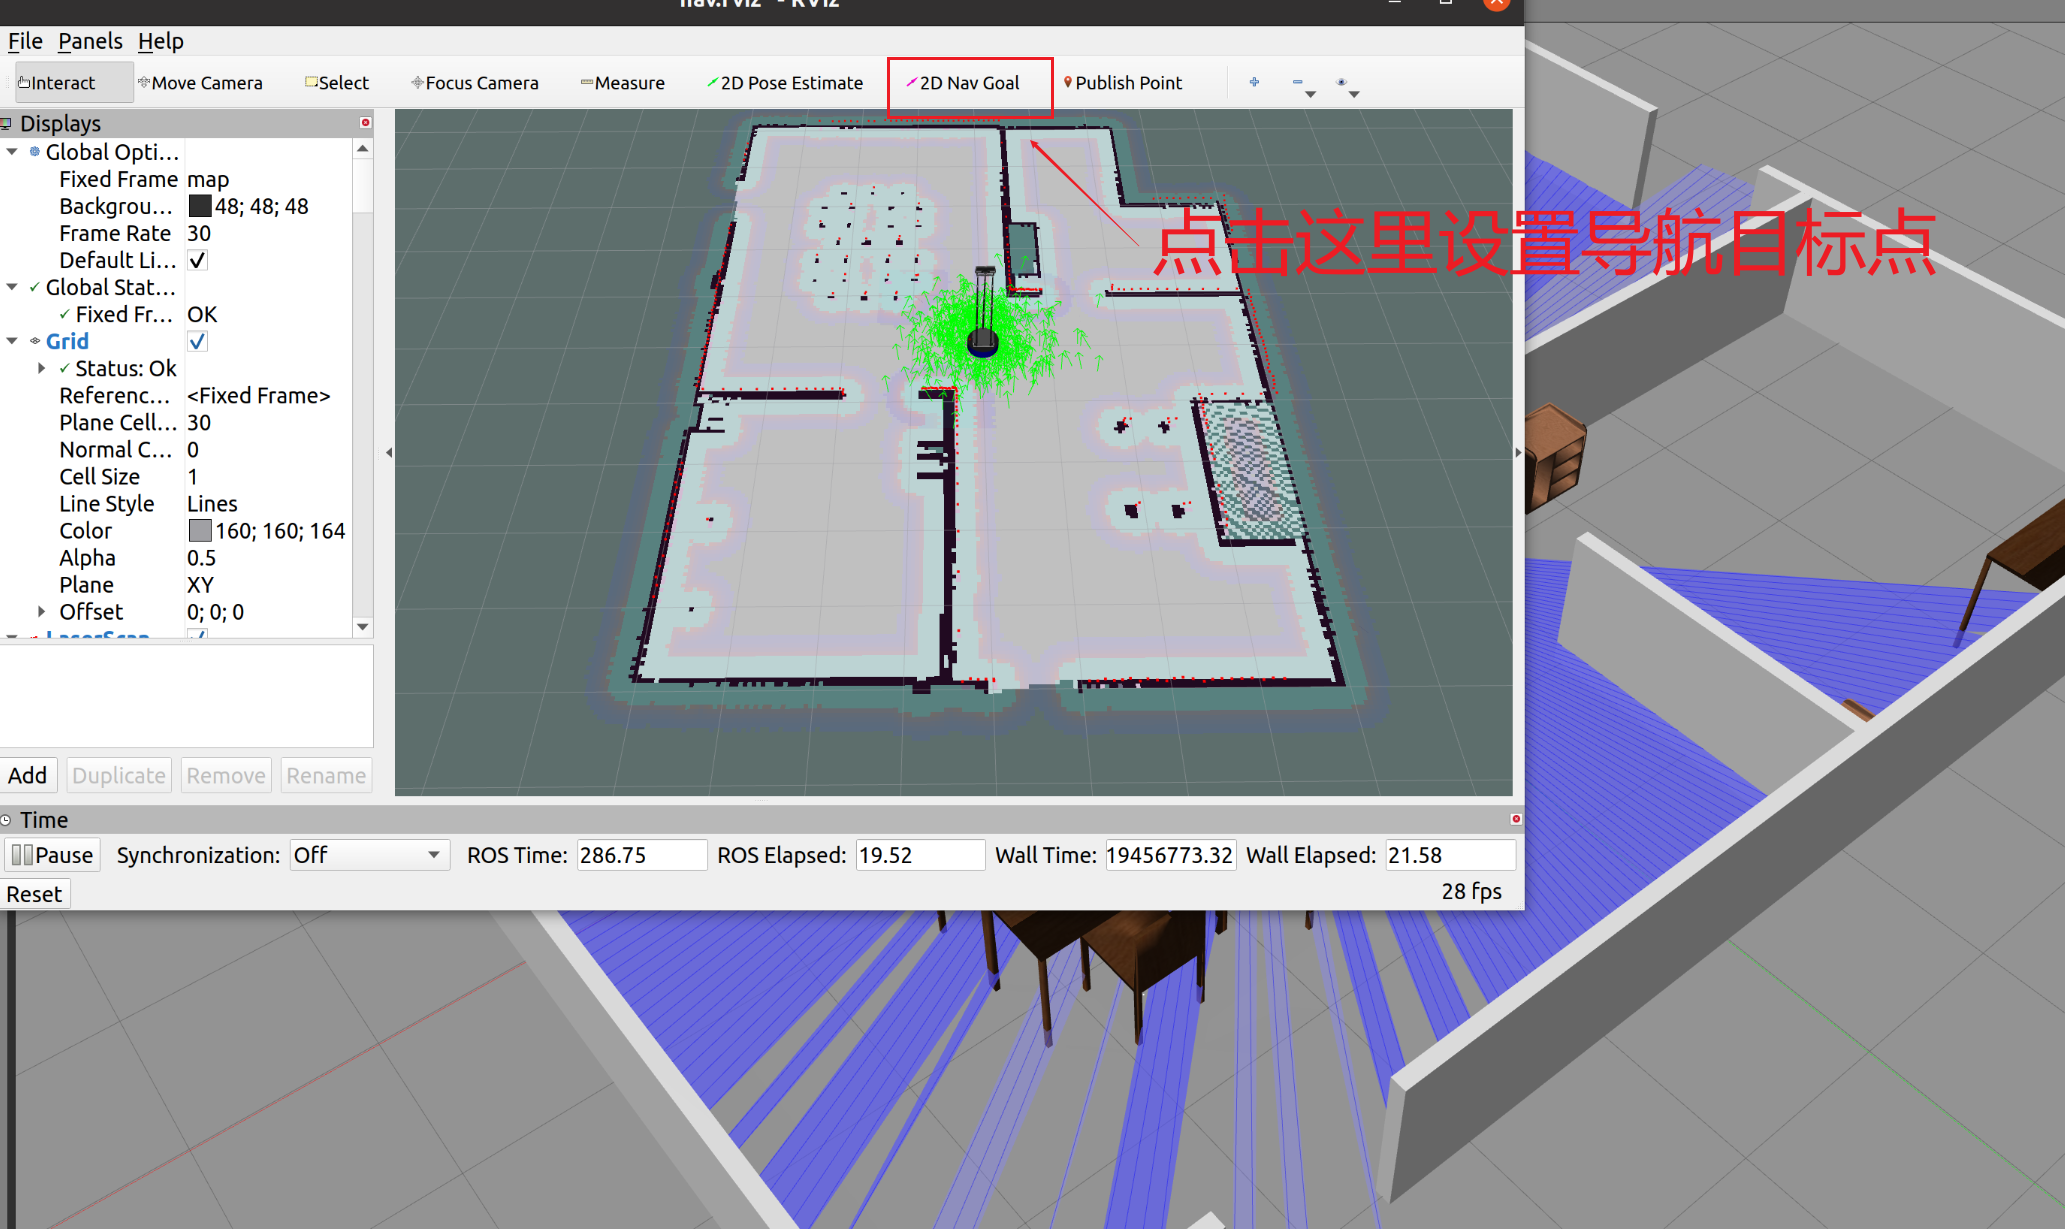 nav.rviz* - RViz
File Panels Help
Interact Move Camera Select Focus Camera Measure 2D Pose Estimate 2D Nav Goal Publish Point
Displays
Global Opti...
Fixed Frame map
Backgrou... 48; 48; 48
Frame Rate 30
Default Li...
Global Stat...
Fixed Fr... OK
Grid
Status: Ok
Referenc... <Fixed Frame>
Plane Cell... 30
Normal C... 0
Cell Size 1
Line Style Lines
Color 160; 160; 164
Alpha 0.5
Plane XY
Offset 0; 0; 0
LaserScan
点击这里设置导航目标点
Add Duplicate Remove Rename
Time
Pause Synchronization: Off ROS Time: 286.75 ROS Elapsed: 19.52 Wall Time: 19456773.32 Wall Elapsed: 21.58
Reset 28 fps